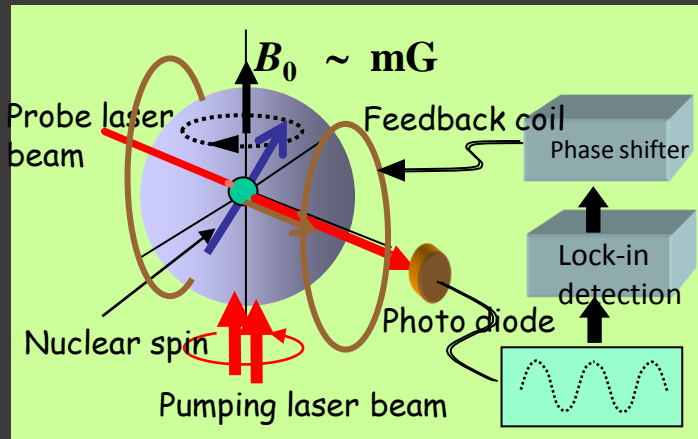 B₀ ~ mG
Probe laser
beam
Feedback coil
Phase shifter
Lock-in
detection
Photo diode
Nuclear spin
Pumping laser beam